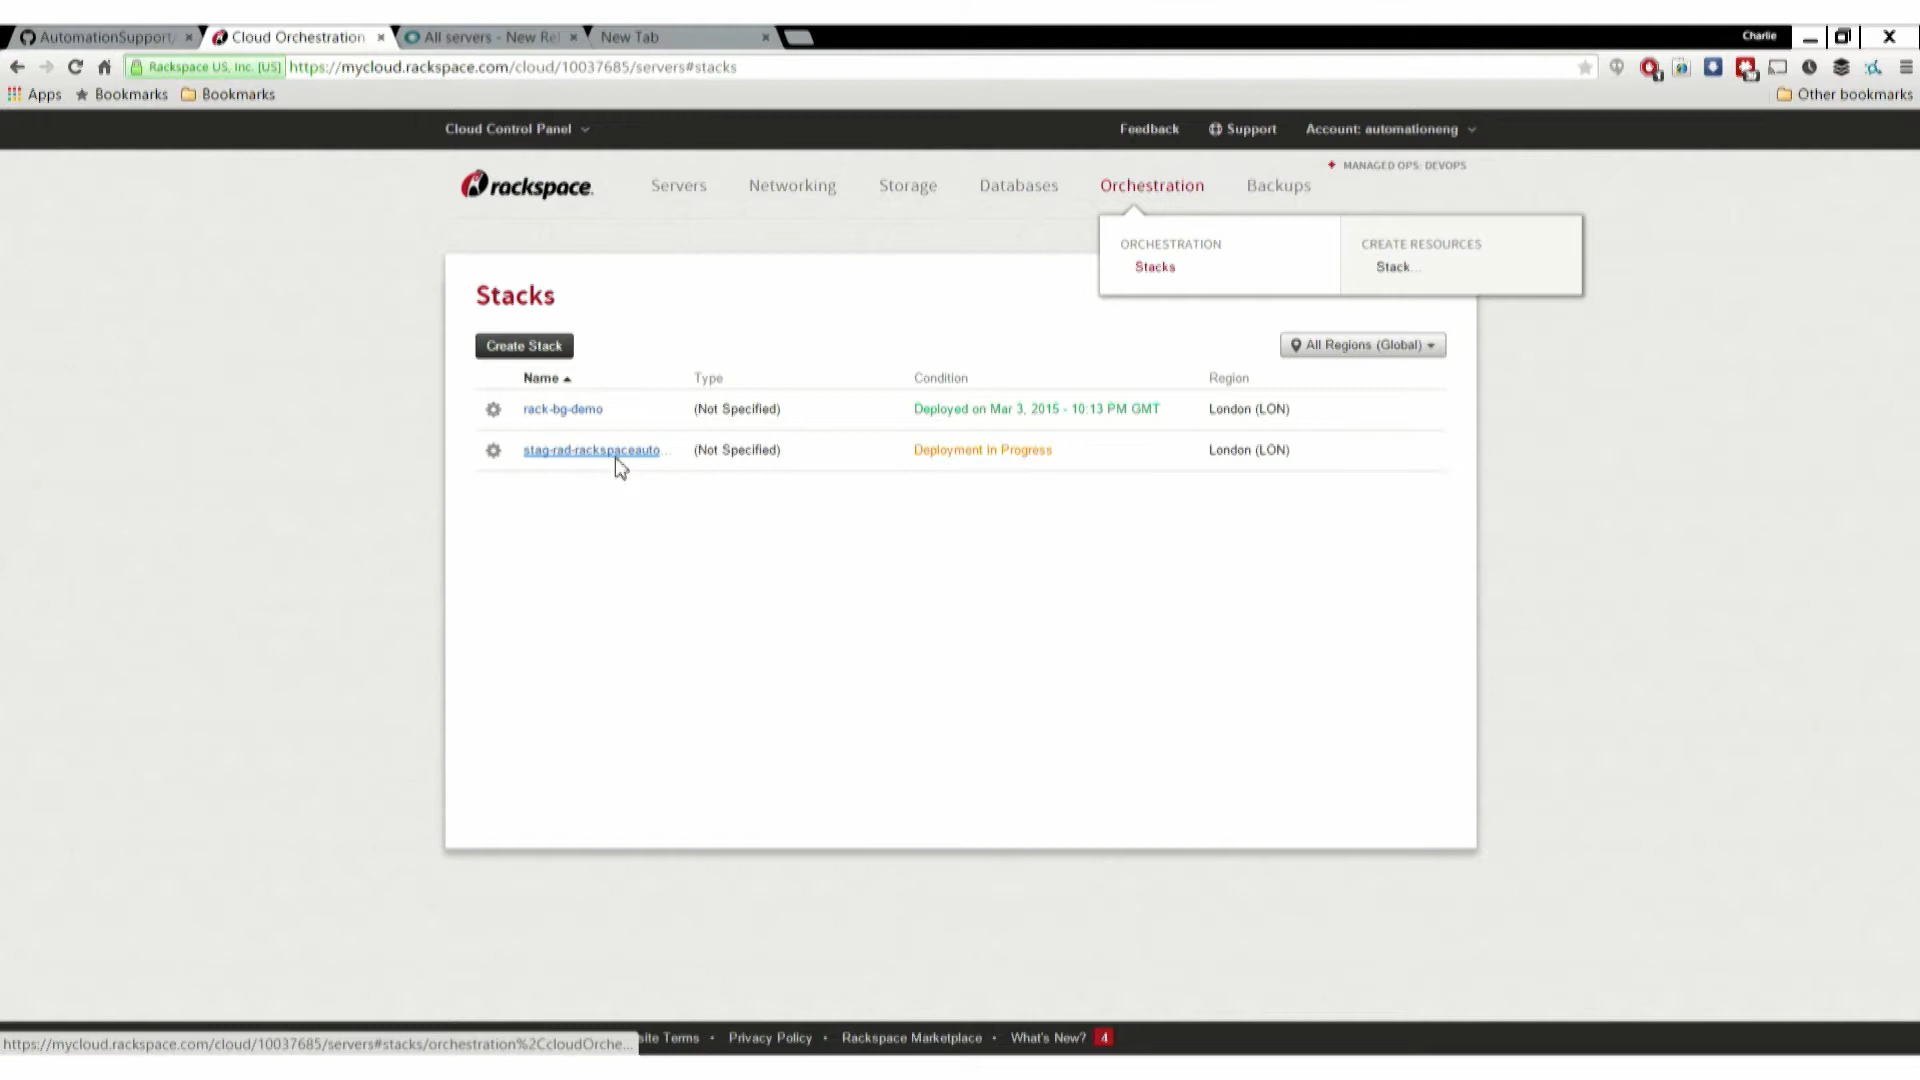 AutomationSupport/
Cloud Orchestration
All servers - New Rel
New Tab
Charlie
Rackspace US, Inc. [US]
https://mycloud.rackspace.com/cloud/10037685/servers#stacks
Apps
Bookmarks
Bookmarks
Other bookmarks
Cloud Control Panel
Feedback
Support
Account: automationeng
MANAGED OPS: DEVOPS
rackspace.
Servers
Networking
Storage
Databases
Orchestration
Backups
ORCHESTRATION
Stacks
CREATE RESOURCES
Stack...
Stacks
Create Stack
All Regions (Global)
Name
Type
Condition
Region
rack-bg-demo
(Not Specified)
Deployed on Mar 3, 2015 - 10:13 PM GMT
London (LON)
stag-rad-rackspaceauto...
(Not Specified)
Deployment In Progress
London (LON)
https://mycloud.rackspace.com/cloud/10037685/servers#stacks/orchestration%2CcloudOrche...
site Terms
Privacy Policy
Rackspace Marketplace
What's New?
4